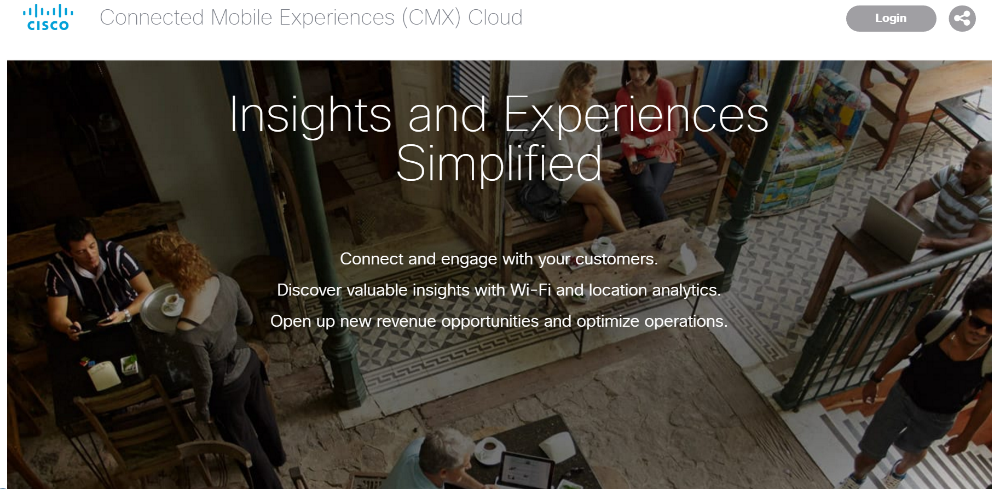 CISCO
Connected Mobile Experiences (CMX) Cloud
Login
Insights and Experiences
Simplified
Connect and engage with your customers.
Discover valuable insights with Wi-Fi and location analytics.
Open up new revenue opportunities and optimize operations.